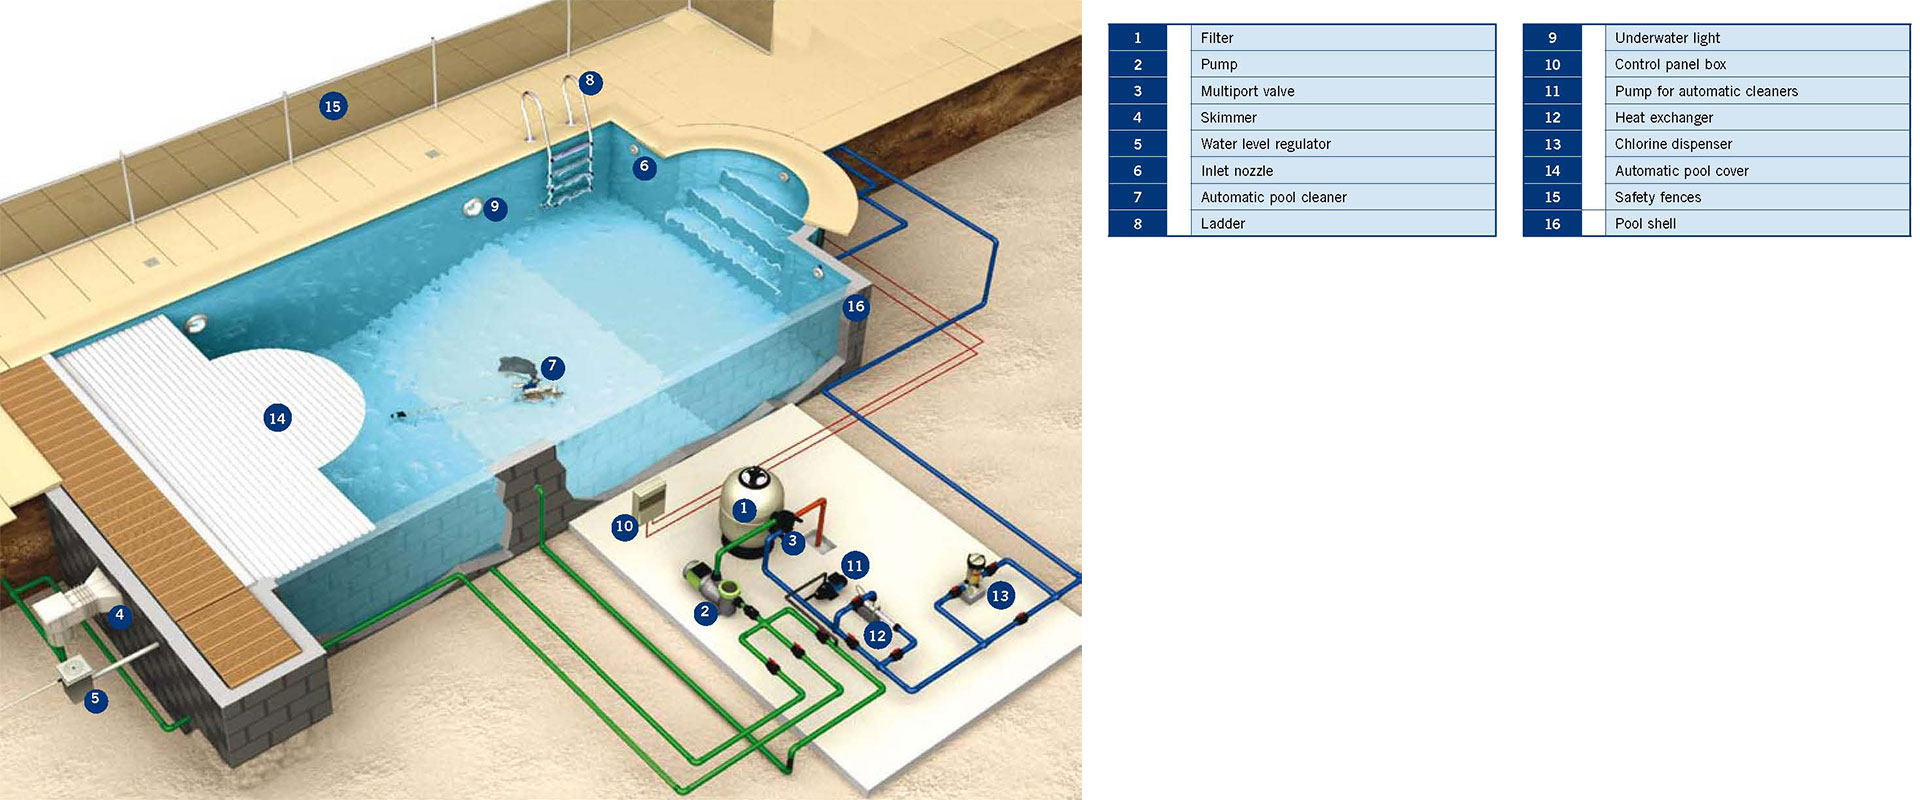 15
8
6
9
16
7
14
1
10
3
11
2
13
12
4
5
1 Filter
2 Pump
3 Multiport valve
4 Skimmer
5 Water level regulator
6 Inlet nozzle
7 Automatic pool cleaner
8 Ladder
9 Underwater light
10 Control panel box
11 Pump for automatic cleaners
12 Heat exchanger
13 Chlorine dispenser
14 Automatic pool cover
15 Safety fences
16 Pool shell